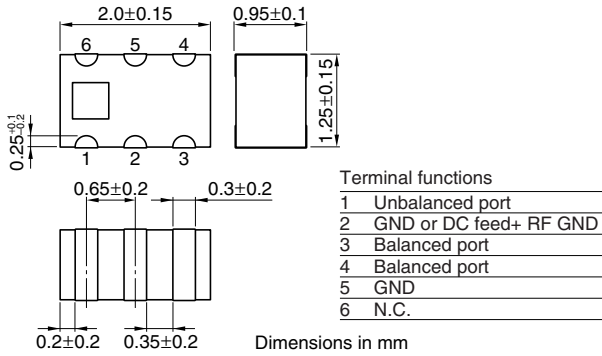 2.0±0.15
0.95±0.1
6 5 4
1.25±0.15
0.25+0.1 −0.2
1 2 3
0.65±0.2
0.3±0.2
0.2±0.2
0.35±0.2
Terminal functions
1 Unbalanced port
2 GND or DC feed+ RF GND
3 Balanced port
4 Balanced port
5 GND
6 N.C.
Dimensions in mm